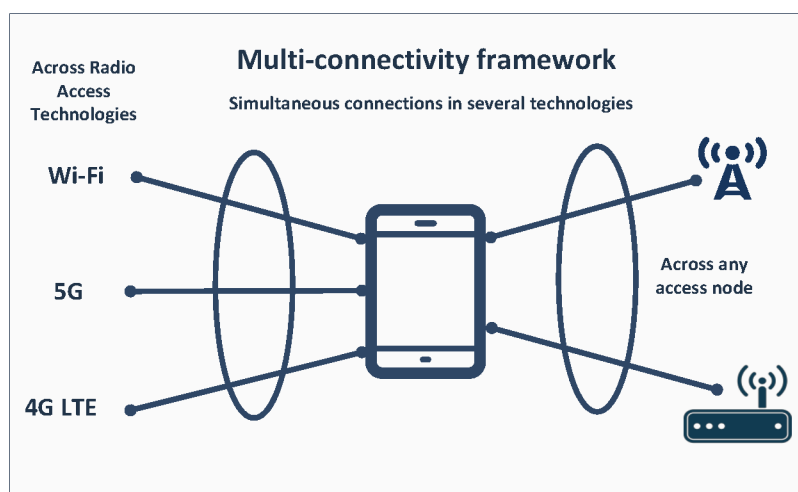 Multi-connectivity framework
Simultaneous connections in several technologies
Across Radio
Access
Technologies
Wi-Fi
5G
4G LTE
Across any
access node